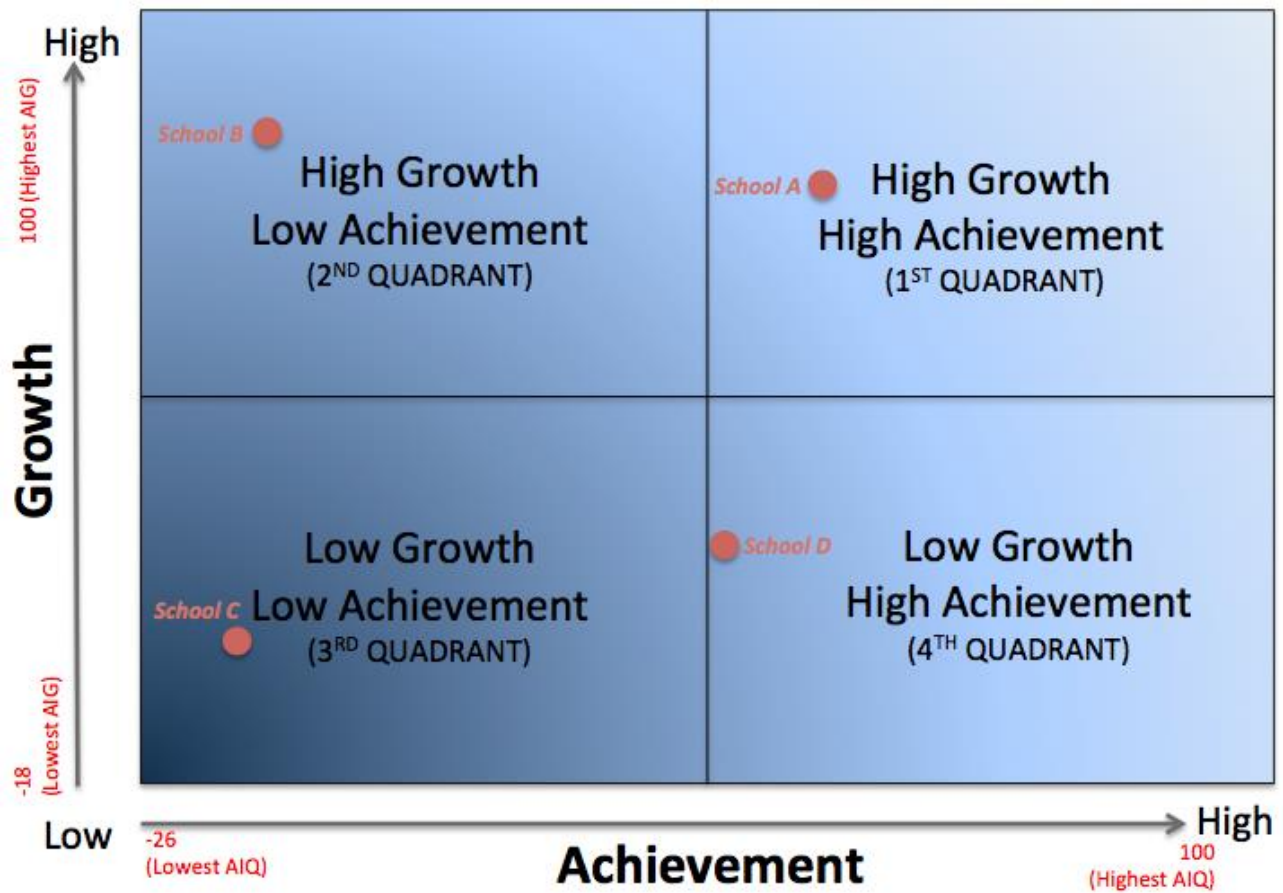 High
100 (Highest AIG)
Growth
-18
(Lowest AIG)
Low
School B
High Growth
Low Achievement
(2ND QUADRANT)
School A
High Growth
High Achievement
(1ST QUADRANT)
School C
Low Growth
Low Achievement
(3RD QUADRANT)
School D
Low Growth
High Achievement
(4TH QUADRANT)
-26
(Lowest AIQ)
Achievement
High
100
(Highest AIQ)